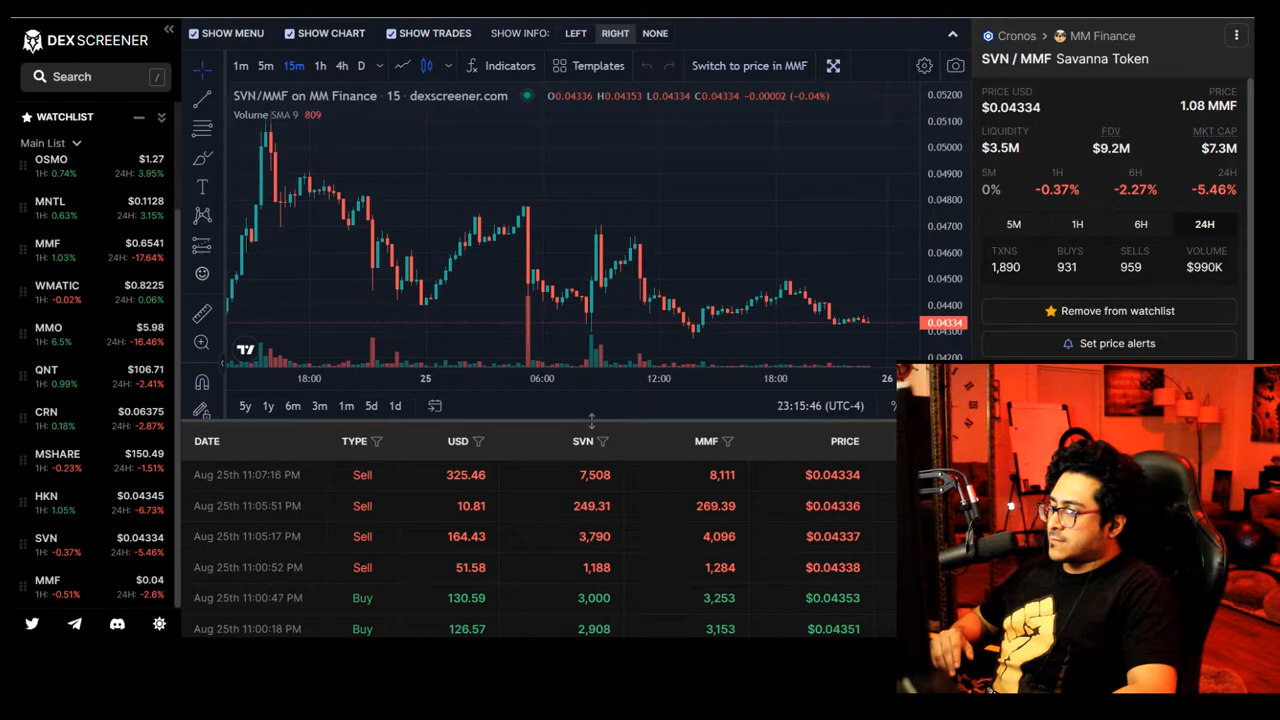 DEX SCREENER
Search /
WATCHLIST
Main List
OSMO $1.27
1H: 0.74% 24H: 3.95%
MNTL $0.1128
1H: 0.63% 24H: 3.15%
MMF $0.6541
1H: 1.03% 24H: -17.64%
WMATIC $0.8225
1H: -0.02% 24H: 0.06%
MMO $5.98
1H: 6.5% 24H: -16.46%
QNT $106.71
1H: 0.99% 24H: -2.41%
CRN $0.06375
1H: 0.18% 24H: -2.87%
MSHARE $150.49
1H: -0.23% 24H: -1.51%
HKN $0.04345
1H: 1.05% 24H: -6.73%
SVN $0.04334
1H: -0.37% 24H: -5.46%
MMF $0.04
1H: -0.51% 24H: -2.6%
SHOW MENU SHOW CHART SHOW TRADES SHOW INFO: LEFT RIGHT NONE
1m 5m 15m 1h 4h D Indicators Templates Switch to price in MMF
SVN/MMF on MM Finance · 15 · dexscreener.com O0.04336 H0.04353 L0.04334 C0.04334 -0.00002 (-0.04%)
Volume SMA 9 809
0.05200
0.05100
0.05000
0.04900
0.04800
0.04700
0.04600
0.04500
0.04400
0.04334
0.04300
0.04200
18:00 25 06:00 12:00 18:00 26
5y 1y 6m 3m 1m 5d 1d 23:15:46 (UTC-4) %
DATE TYPE USD SVN MMF PRICE
Aug 25th 11:07:16 PM Sell 325.46 7,508 8,111 $0.04334
Aug 25th 11:05:51 PM Sell 10.81 249.31 269.39 $0.04336
Aug 25th 11:05:17 PM Sell 164.43 3,790 4,096 $0.04337
Aug 25th 11:00:52 PM Sell 51.58 1,188 1,284 $0.04338
Aug 25th 11:00:47 PM Buy 130.59 3,000 3,253 $0.04353
Aug 25th 11:00:18 PM Buy 126.57 2,908 3,153 $0.04351
Cronos > MM Finance
SVN / MMF Savanna Token
PRICE USD PRICE
$0.04334 1.08 MMF
LIQUIDITY FDV MKT CAP
$3.5M $9.2M $7.3M
5M 1H 6H 24H
0% -0.37% -2.27% -5.46%
5M 1H 6H 24H
TXNS BUYS SELLS VOLUME
1,890 931 959 $990K
Remove from watchlist
Set price alerts